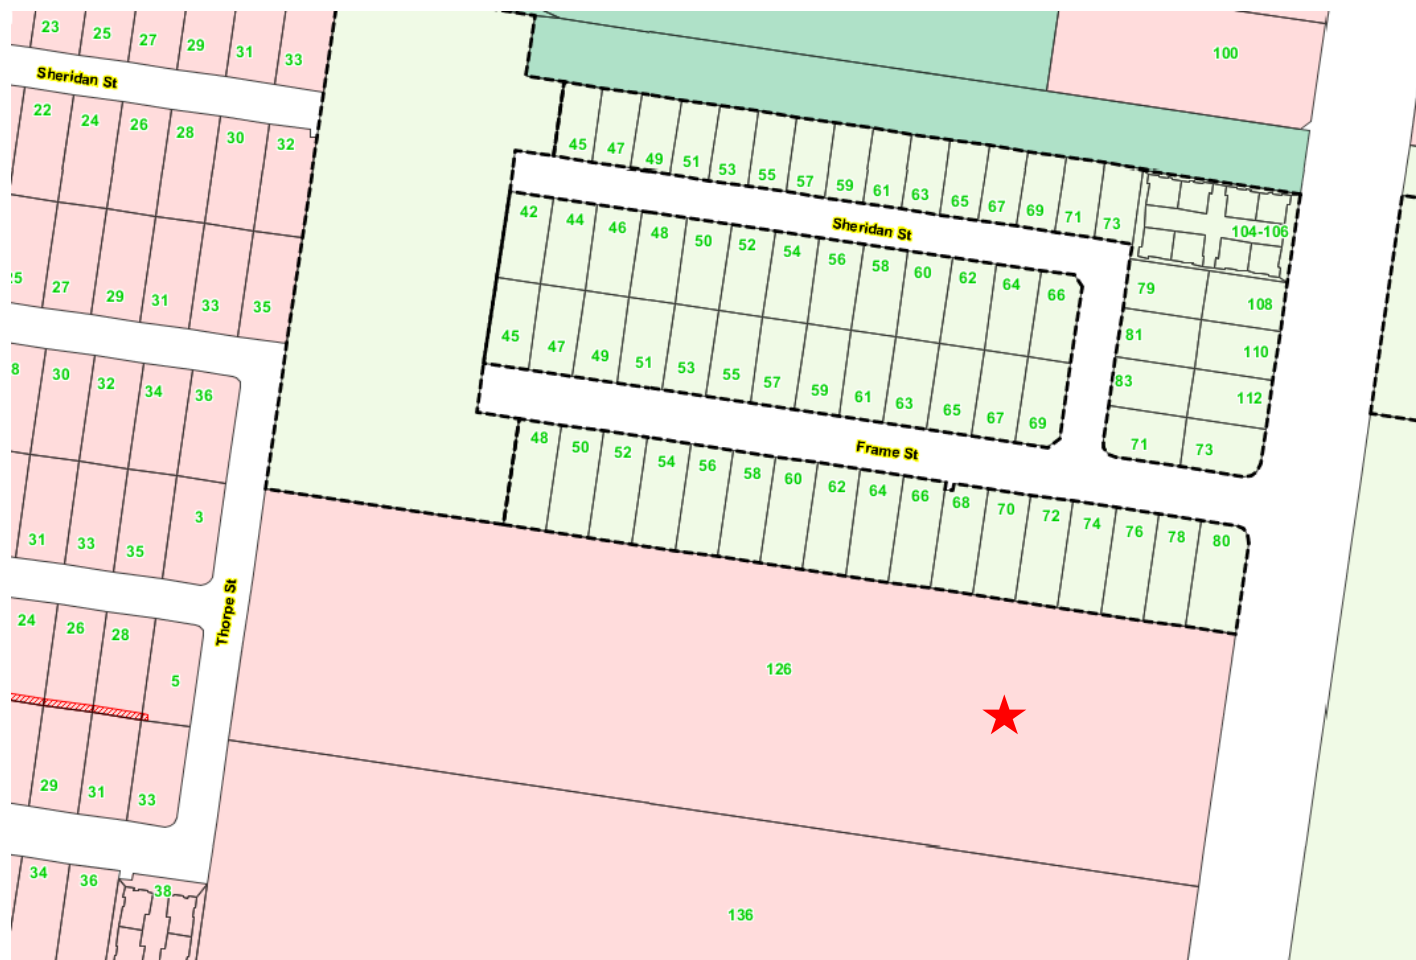 23 25 27 29 31 33
100
Sheridan St
22 24 26 28 30 32
45 47 49 51 53 55 57 59 61 63 65 67 69 71 73
104-106
Sheridan St
42 44 46 48 50 52 54 56 58 60 62 64 66
25 27 29 31 33 35
79 108
81 110
83 112
71 73
45 47 49 51 53 55 57 59 61 63 65 67 69
30 32 34 36
Frame St
48 50 52 54 56 58 60 62 64 66 68 70 72 74 76 78 80
3
31 33 35
Thorpe St
24 26 28
5
126
29 31 33
34 36 38
136